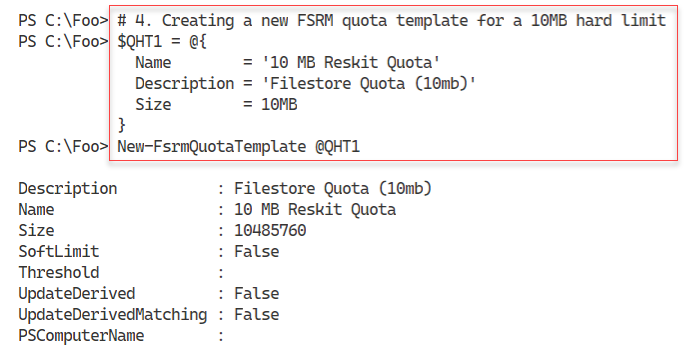 PS C:\Foo> # 4. Creating a new FSRM quota template for a 10MB hard limit
PS C:\Foo> $QHT1 = @{
  Name        = '10 MB Reskit Quota'
  Description = 'Filestore Quota (10mb)'
  Size        = 10MB
}
PS C:\Foo> New-FsrmQuotaTemplate @QHT1
Description           : Filestore Quota (10mb)
Name                  : 10 MB Reskit Quota
Size                  : 10485760
SoftLimit             : False
Threshold             :
UpdateDerived         : False
UpdateDerivedMatching : False
PSComputerName        :